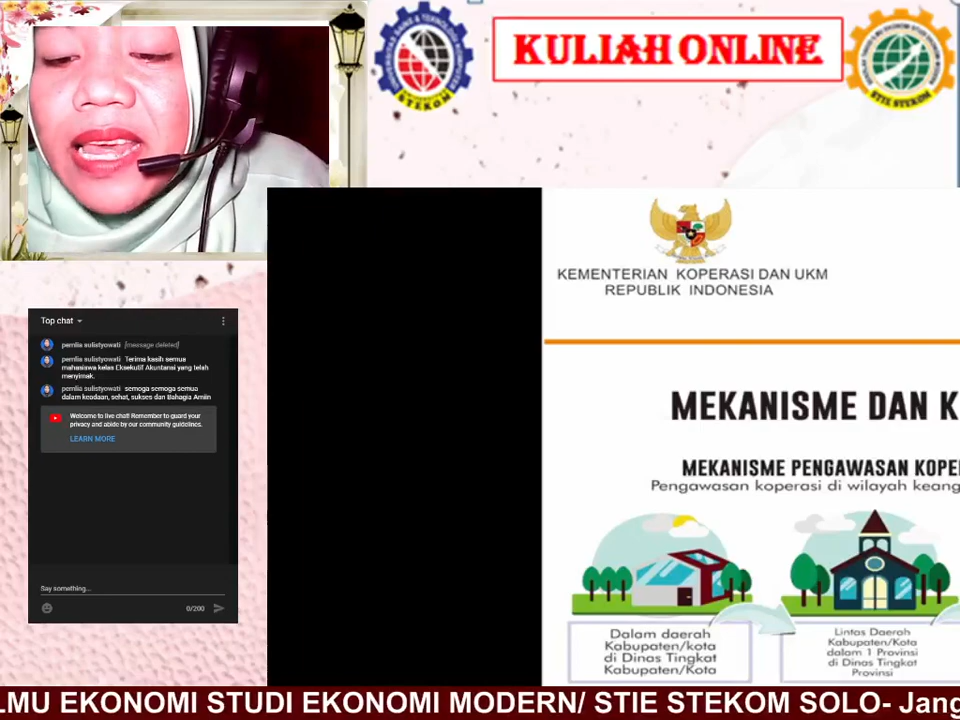 KULIAH ONLINE
STEKOM
STIE STEKOM
KEMENTERIAN KOPERASI DAN UKM
REPUBLIK INDONESIA
MEKANISME DAN K
MEKANISME PENGAWASAN KOPE
Pengawasan koperasi di wilayah keang
Dalam daerah
Kabupaten/kota
di Dinas Tingkat
Kabupaten/Kota
Lintas Daerah
Kabupaten/Kota
dalam 1 Provinsi
di Dinas Tingkat
Provinsi
Top chat
pemlia sulistyowati [message deleted]
pemlia sulistyowati Terima kasih semua
mahasiswa kelas Eksekutif Akuntansi yang telah
menyimak.
pemlia sulistyowati semoga semoga semua
dalam keadaan, sehat, sukses dan Bahagia Amiin
Welcome to live chat! Remember to guard your
privacy and abide by our community guidelines.
LEARN MORE
Say something...
0/200
LMU EKONOMI STUDI EKONOMI MODERN/ STIE STEKOM SOLO- Jang